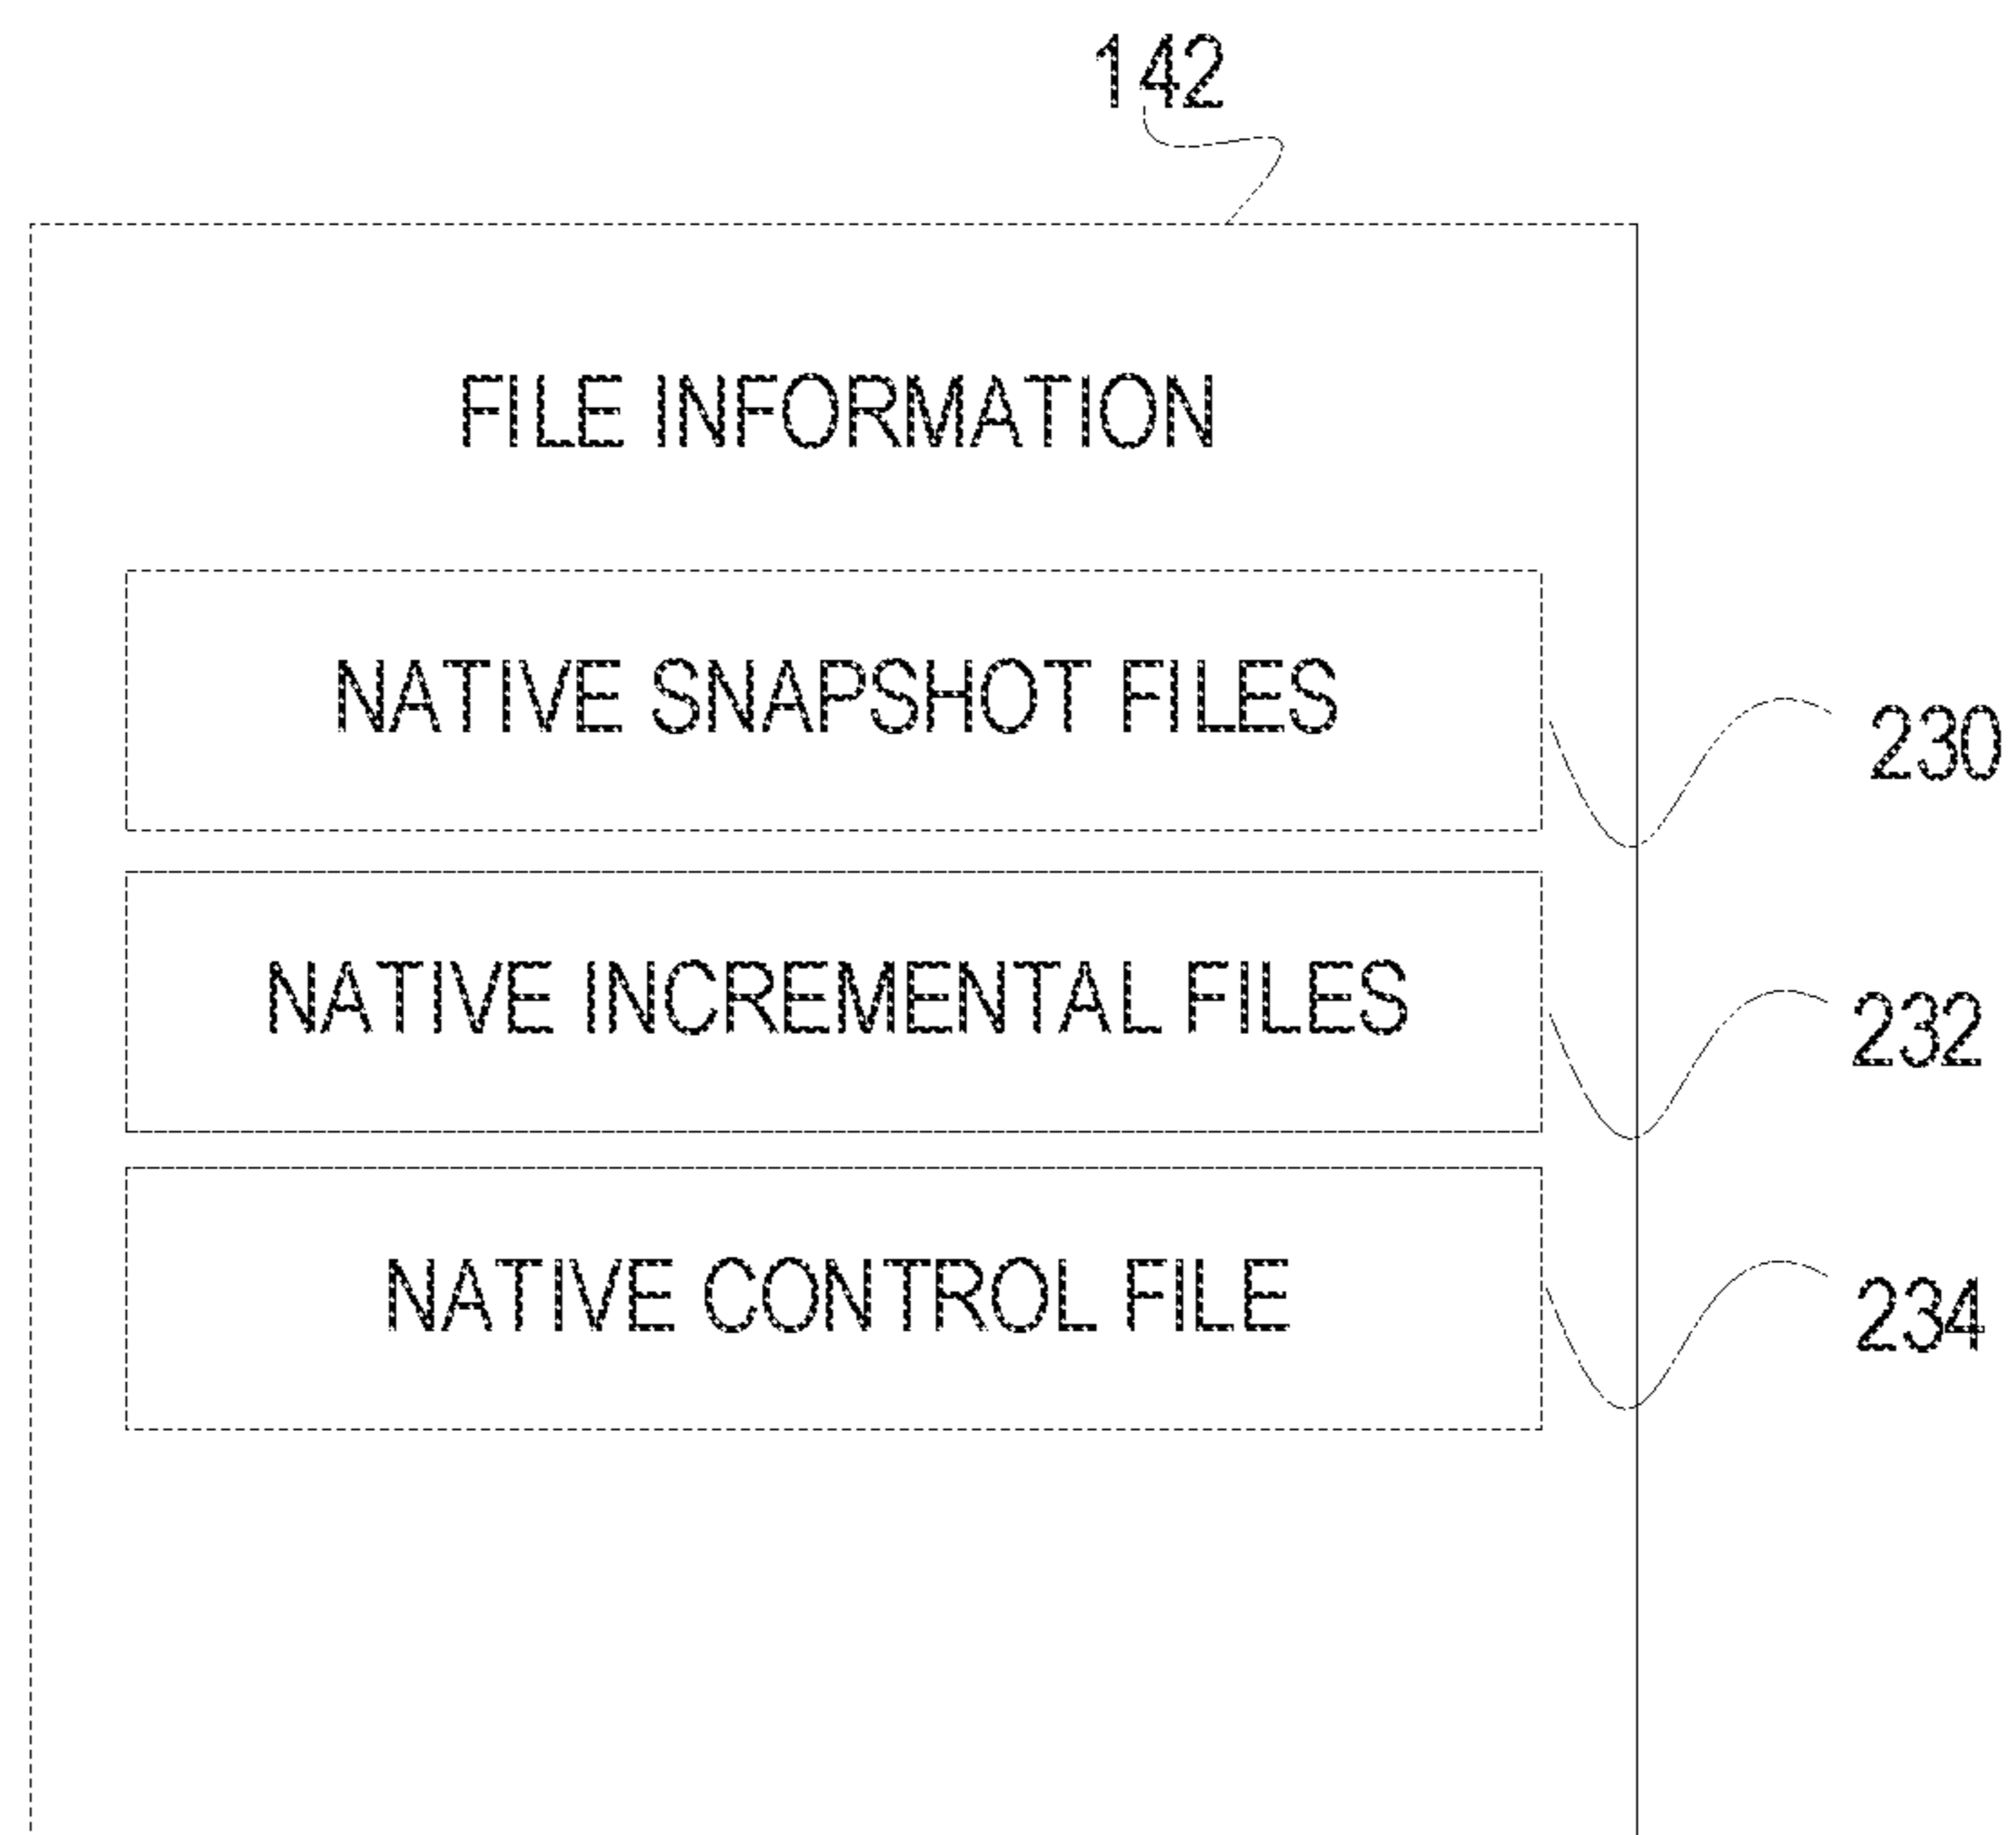 142
FILE INFORMATION
NATIVE SNAPSHOT FILES
230
NATIVE INCREMENTAL FILES
232
NATIVE CONTROL FILE
234